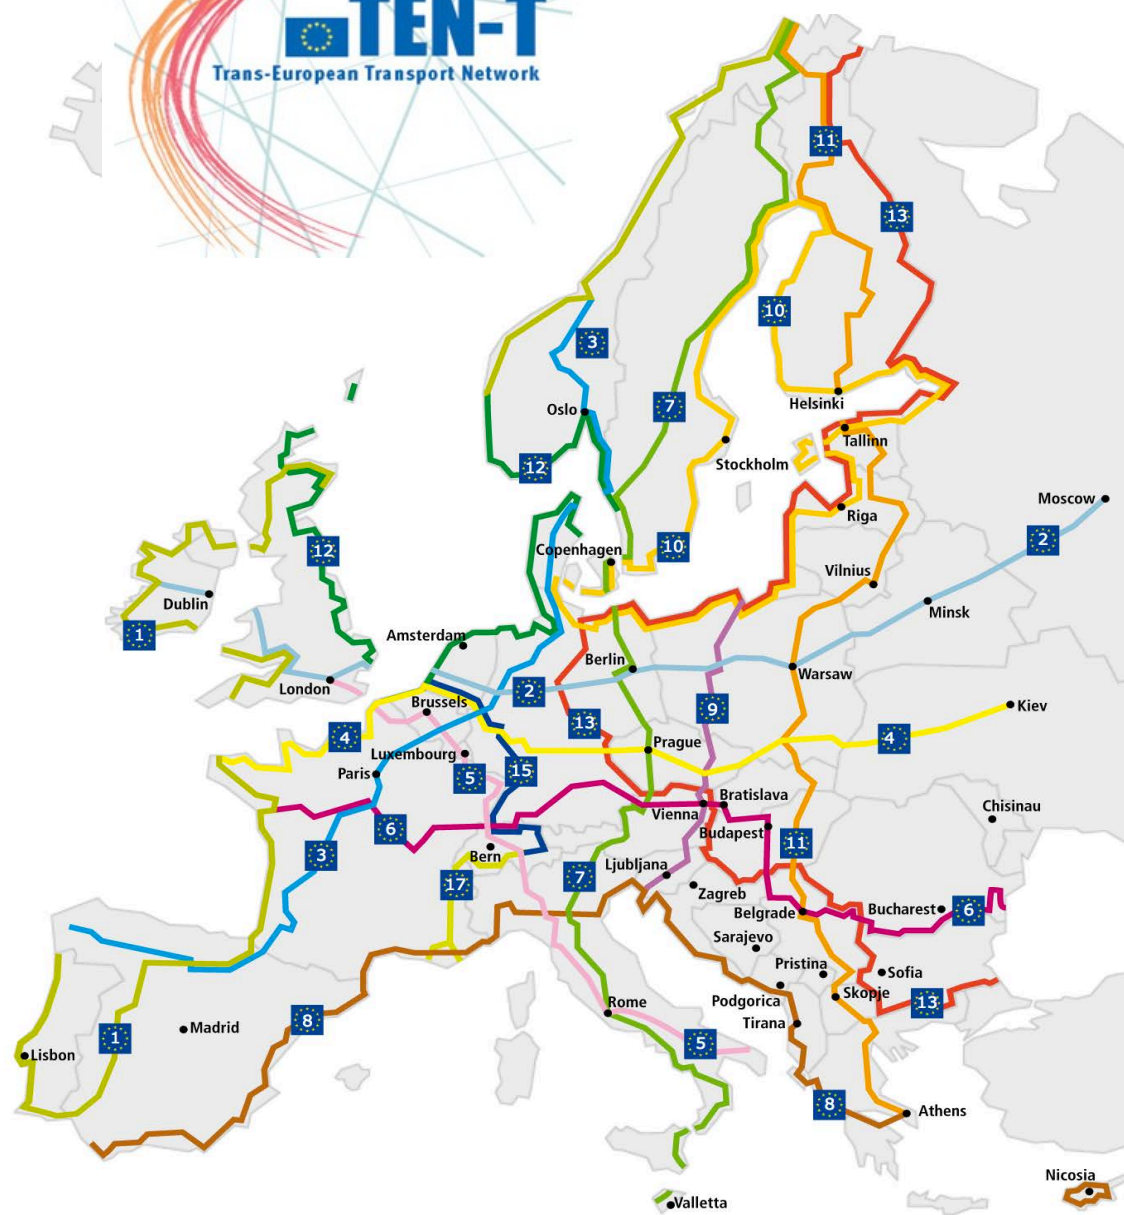 TEN-T
Trans-European Transport Network
11
13
10
3
7
Oslo
Helsinki
Tallinn
12
Stockholm
Moscow
Riga
2
10
12
Copenhagen
Vilnius
Dublin
Minsk
1
Amsterdam
Berlin
Warsaw
London
2
Brussels
9
Kiev
13
4
4
Prague
Luxembourg
Paris
5
15
Bratislava
Vienna
Chisinau
6
Budapest
11
3
Bern
Ljubljana
17
7
Zagreb
Belgrade
Bucharest
6
Sarajevo
Pristina
Sofia
Podgorica
Skopje
13
Rome
8
Tirana
Madrid
1
Lisbon
5
8
Athens
Nicosia
Valletta